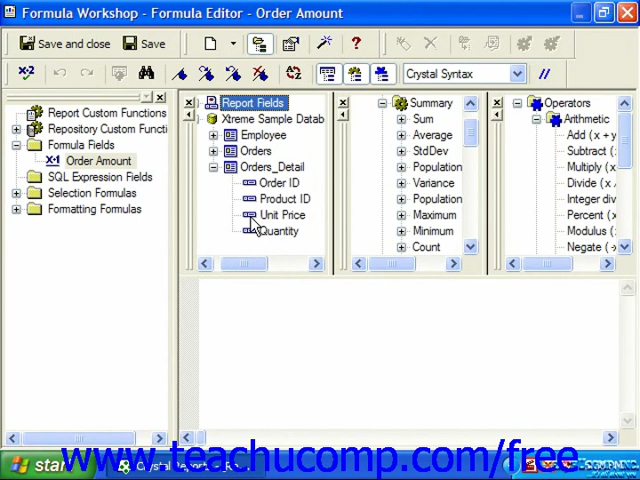 Formula Workshop - Formula Editor - Order Amount
Save and close
Save
Crystal Syntax
Report Custom Functions
Repository Custom Functi
Formula Fields
Order Amount
SQL Expression Fields
Selection Formulas
Formatting Formulas
Report Fields
Xtreme Sample Datab
Employee
Orders
Orders_Detail
Order ID
Product ID
Unit Price
Quantity
Summary
Sum
Average
StdDev
Population
Variance
Population
Maximum
Minimum
Count
Operators
Arithmetic
Add (x + y
Subtract (
Multiply (x
Divide (x
Integer div
Percent (x
Modulus (
Negate (-
start
www.teachucomp.com/free